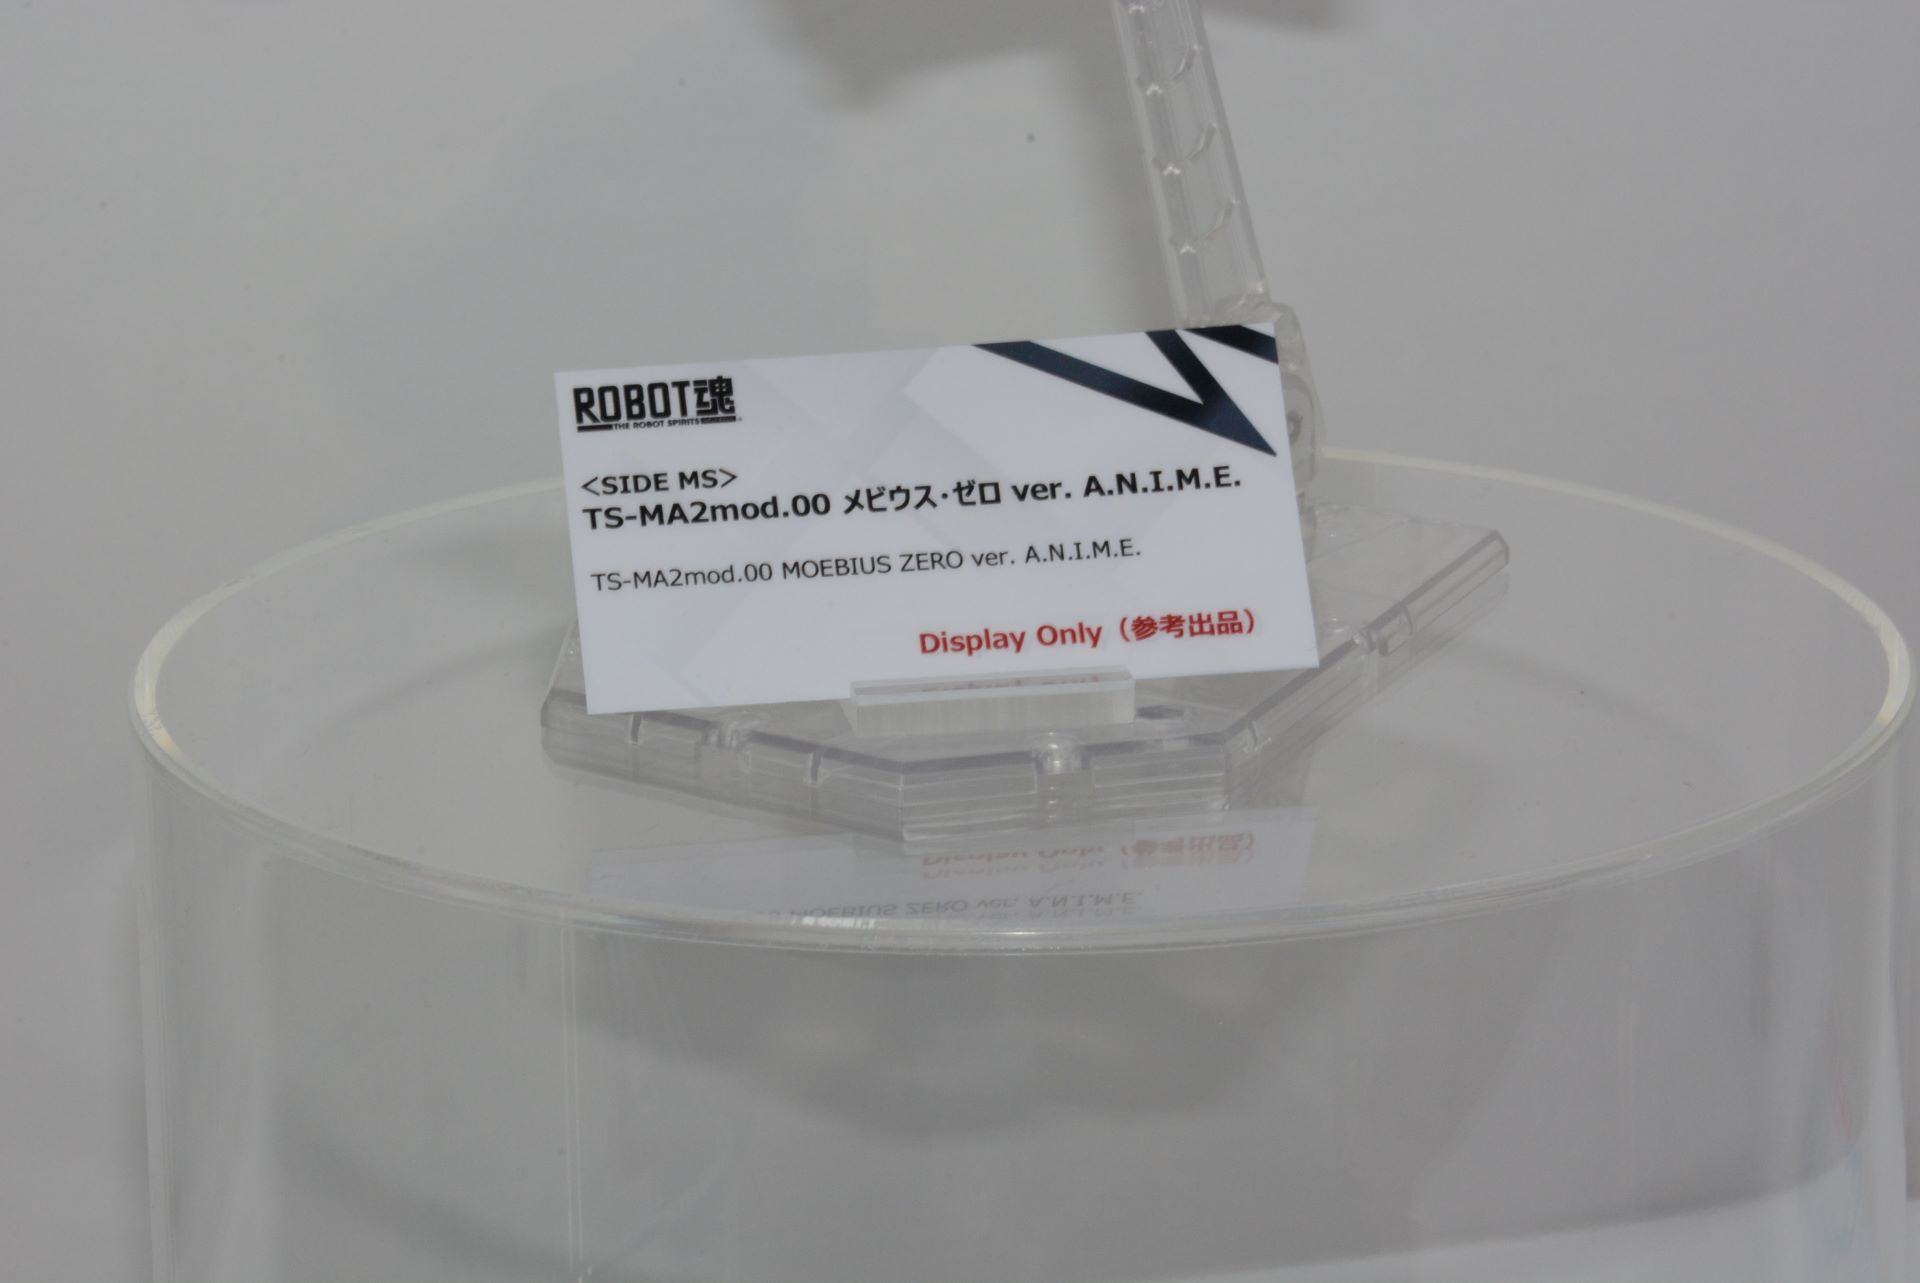 ROBOT魂
THE ROBOT SPIRITS
<SIDE MS>
TS-MA2mod.00 メビウス・ゼロ ver. A.N.I.M.E.
TS-MA2mod.00 MOEBIUS ZERO ver. A.N.I.M.E.
Display Only（参考出品）